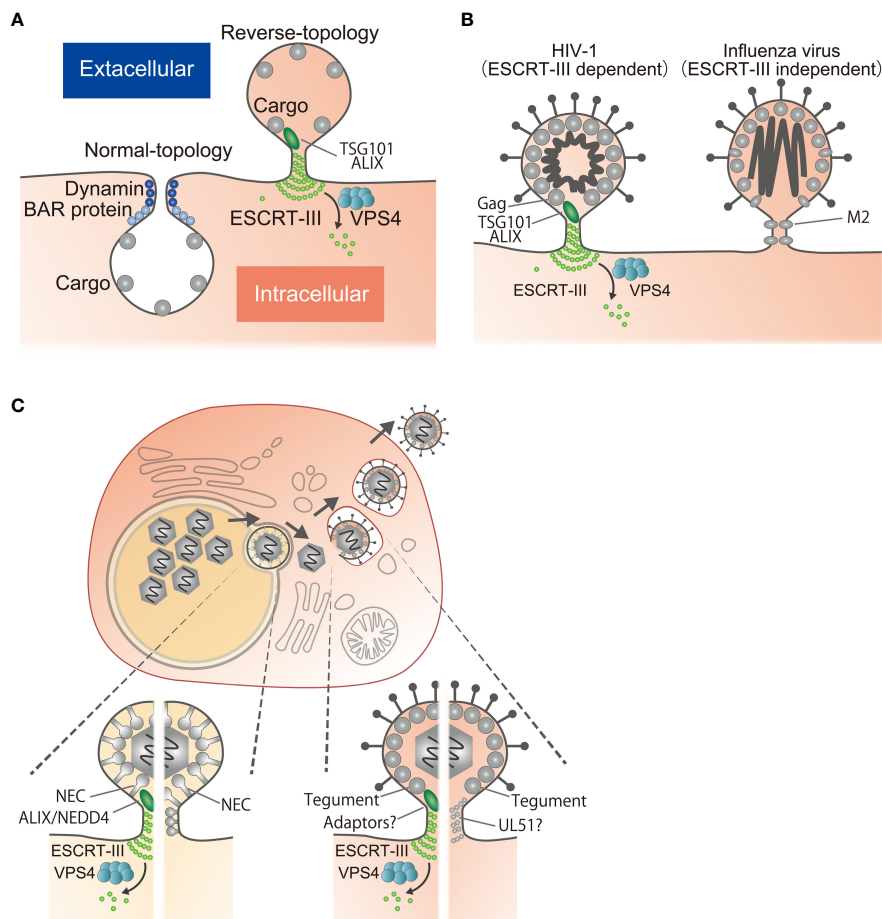 A
Reverse-topology
Extacellular
Cargo
TSG101
ALIX
Normal-topology
Dynamin
BAR protein
ESCRT-III
VPS4
Cargo
Intracellular
B
HIV-1
(ESCRT-III dependent)
Influenza virus
(ESCRT-III independent)
Gag
TSG101
ALIX
M2
ESCRT-III
VPS4
C
NEC
ALIX/NEDD4
NEC
ESCRT-III
VPS4
Tegument
Adaptors?
Tegument
UL51?
ESCRT-III
VPS4